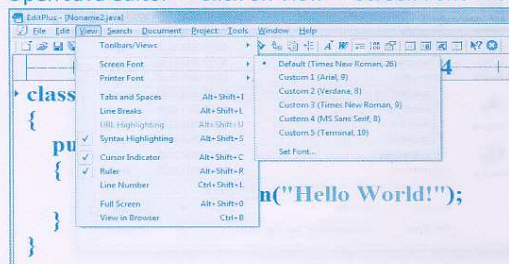 EditPlus - [Noname2.java]
File Edit View Search Document Project Tools Window Help
Toolbars/Views
Screen Font
Printer Font
Tabs and Spaces Alt+Shift+I
Line Breaks Alt+Shift+L
URL Highlighting Alt+Shift+U
Syntax Highlighting Alt+Shift+S
Cursor Indicator Alt+Shift+C
Ruler Alt+Shift+R
Line Number Ctrl+Shift+L
Full Screen Alt+Shift+0
View in Browser Ctrl+B
Default (Times New Roman, 26)
Custom 1 (Arial, 9)
Custom 2 (Verdana, 8)
Custom 3 (Times New Roman, 9)
Custom 4 (MS Sans Serif, 8)
Custom 5 (Terminal, 10)
Set Font...
4
class
{
pu
{
n("Hello World!");
}
}